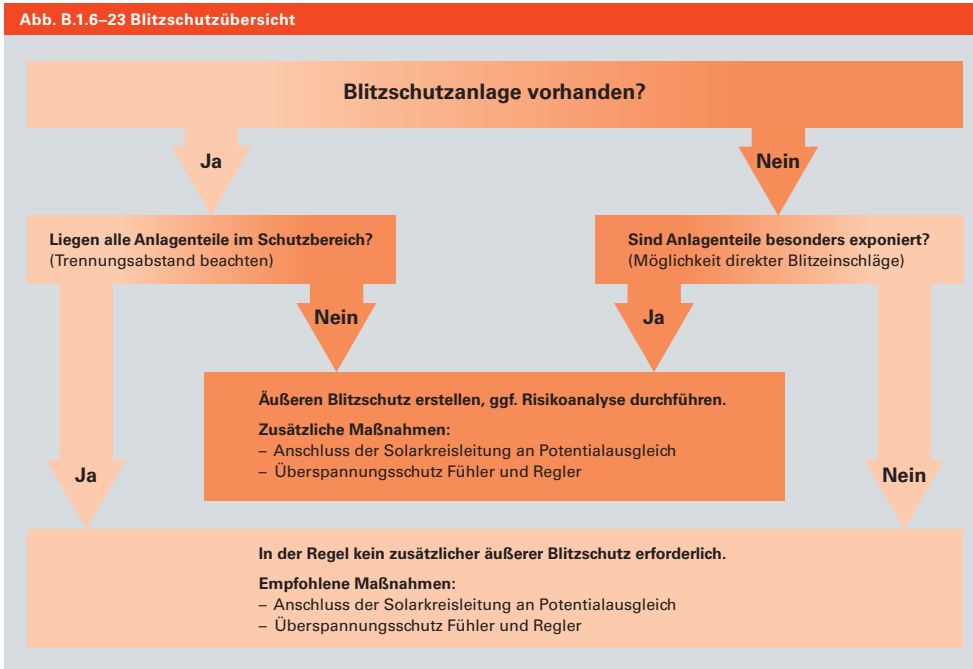 Abb. B.1.6–23 Blitzschutzübersicht
Blitzschutzanlage vorhanden?
Ja
Nein
Liegen alle Anlagenteile im Schutzbereich?
(Trennungsabstand beachten)
Sind Anlagenteile besonders exponiert?
(Möglichkeit direkter Blitzeinschläge)
Nein
Ja
Äußeren Blitzschutz erstellen, ggf. Risikoanalyse durchführen.
Zusätzliche Maßnahmen:
– Anschluss der Solarkreisleitung an Potentialausgleich
– Überspannungsschutz Fühler und Regler
Ja
Nein
In der Regel kein zusätzlicher äußerer Blitzschutz erforderlich.
Empfohlene Maßnahmen:
– Anschluss der Solarkreisleitung an Potentialausgleich
– Überspannungsschutz Fühler und Regler